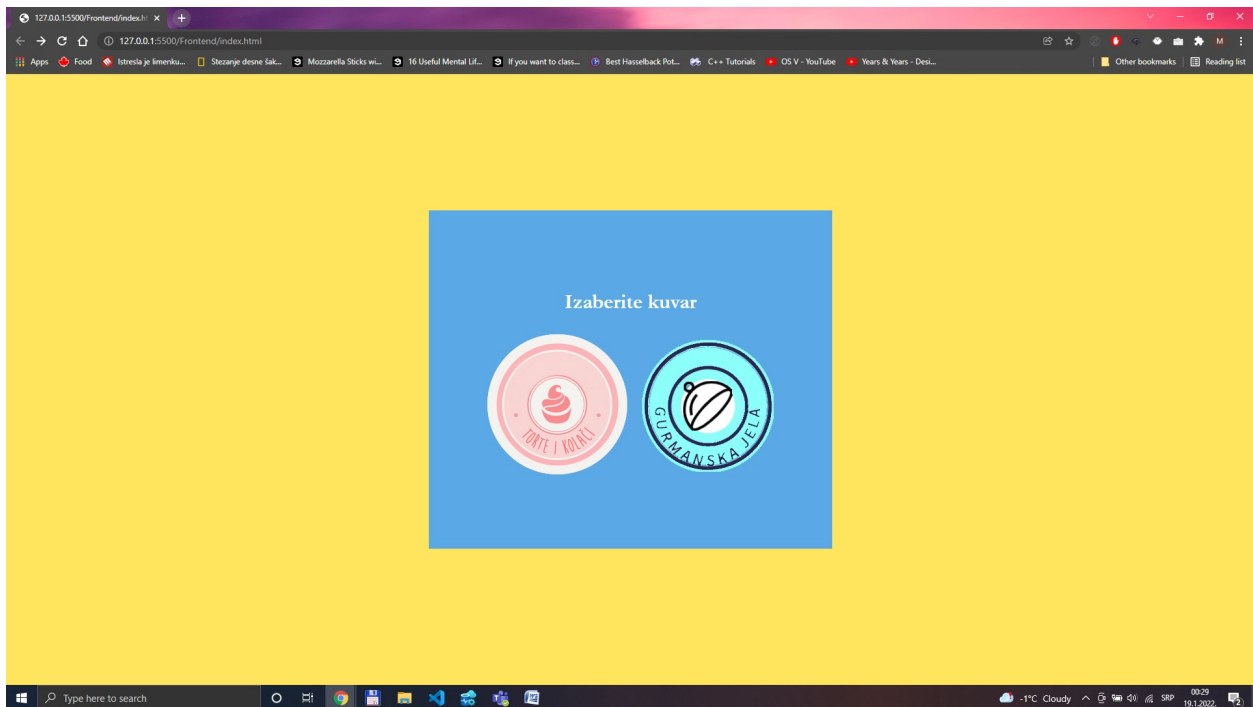 127.0.0.1:5500/Frontend/index.ht
127.0.0.1:5500/Frontend/index.html
Apps Food Istresla je limenku... Stezanje desne šak... Mozzarella Sticks wi... 16 Useful Mental Lif... If you want to class... Best Hasselback Pot... C++ Tutorials OS V - YouTube Years & Years - Desi... Other bookmarks Reading list
Izaberite kuvar
TORTE I KOLAČI
GURMANSKA JELA
Type here to search
-1°C Cloudy SRP 00:29
19.1.2022.